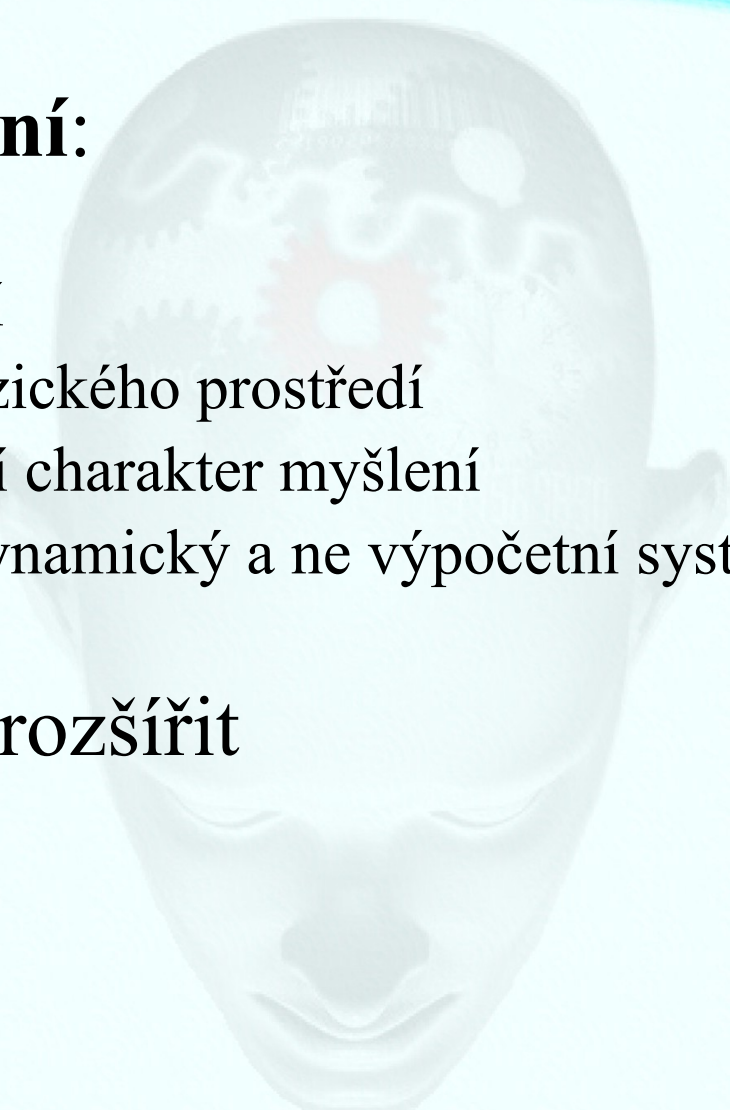 ní:
zického prostředí
í charakter myšlení
ynamický a ne výpočetní syst
rozšířit